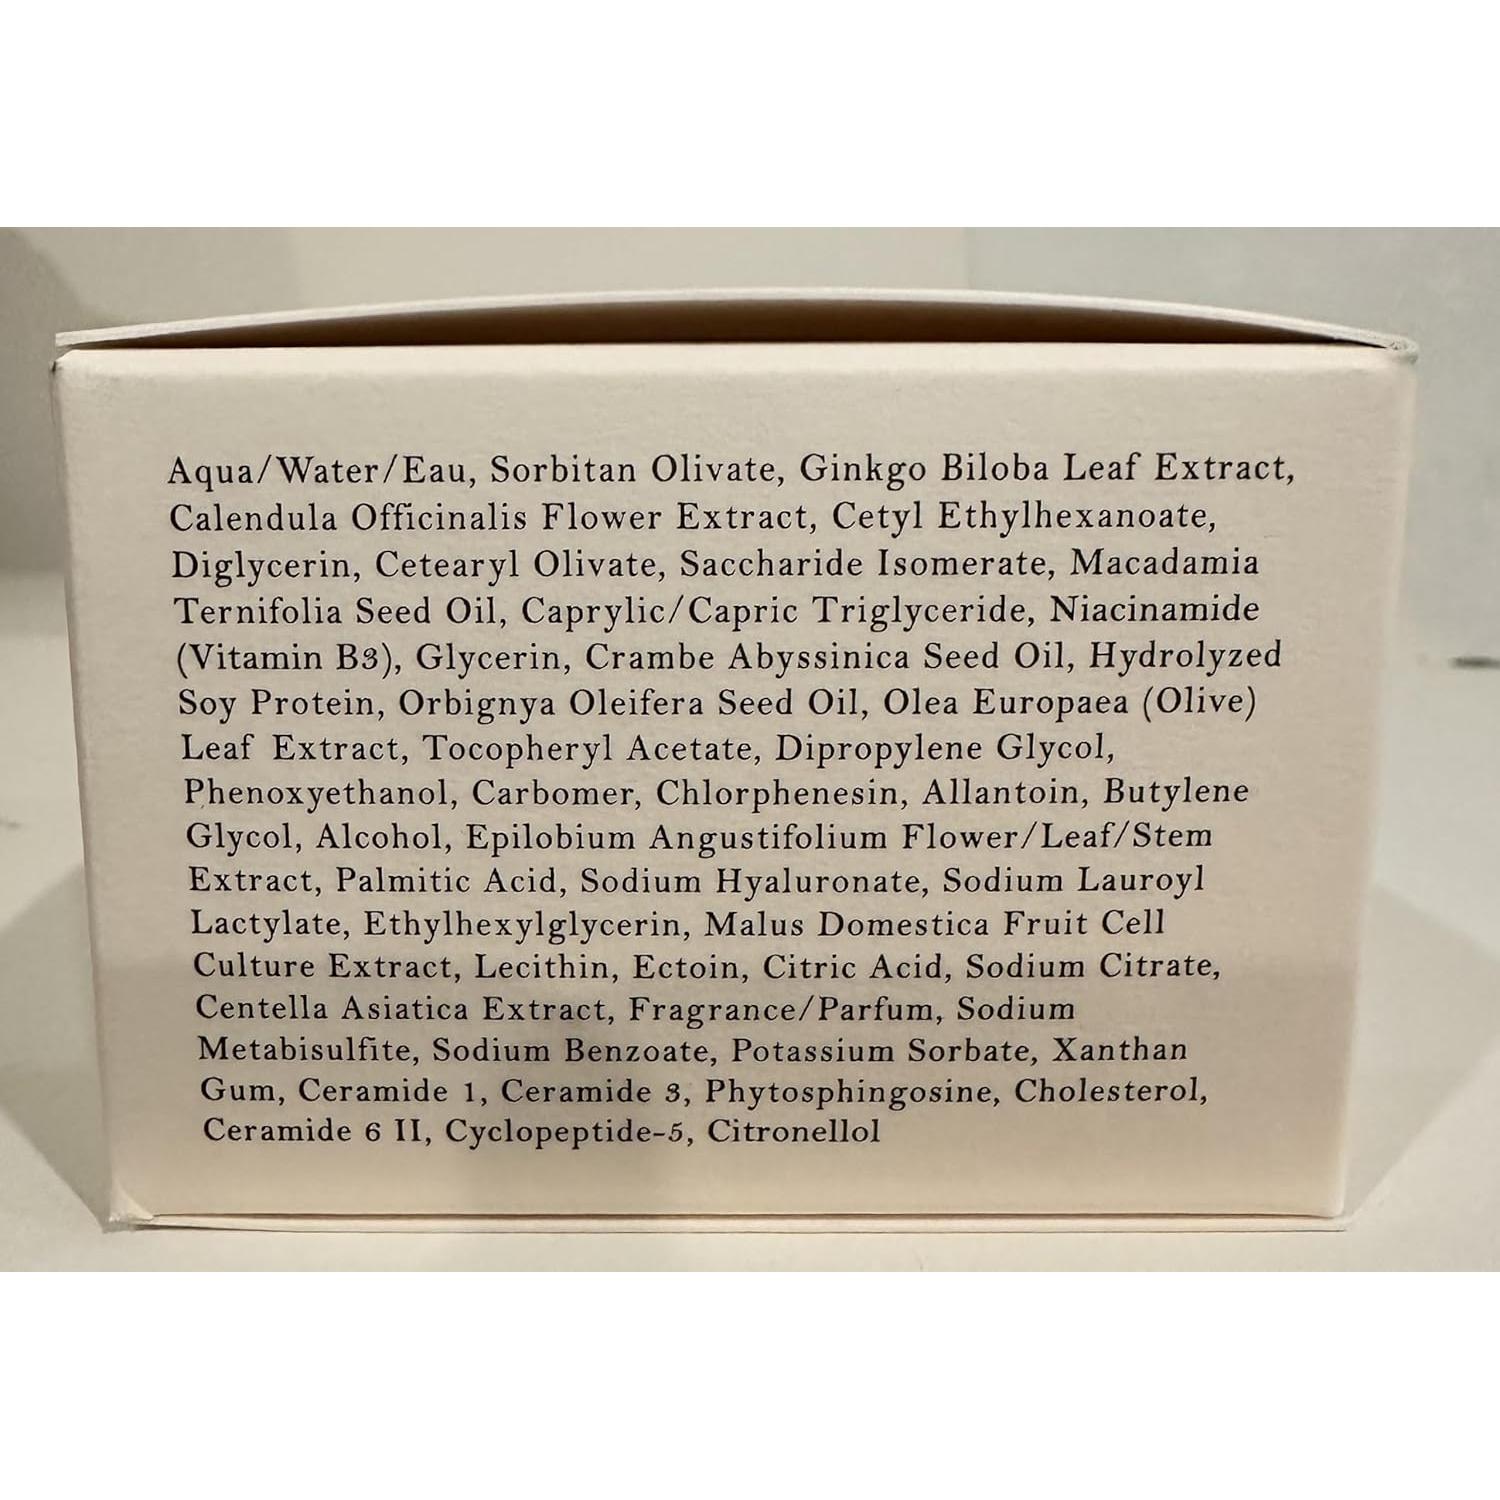 Aqua/Water/Eau, Sorbitan Olivate, Ginkgo Biloba Leaf Extract,
Calendula Officinalis Flower Extract, Cetyl Ethylhexanoate,
Diglycerin, Cetearyl Olivate, Saccharide Isomerate, Macadamia
Ternifolia Seed Oil, Caprylic/Capric Triglyceride, Niacinamide
(Vitamin B3), Glycerin, Crambe Abyssinica Seed Oil, Hydrolyzed
Soy Protein, Orbignya Oleifera Seed Oil, Olea Europaea (Olive)
Leaf Extract, Tocopheryl Acetate, Dipropylene Glycol,
Phenoxyethanol, Carbomer, Chlorphenesin, Allantoin, Butylene
Glycol, Alcohol, Epilobium Angustifolium Flower/Leaf/Stem
Extract, Palmitic Acid, Sodium Hyaluronate, Sodium Lauroyl
Lactylate, Ethylhexylglycerin, Malus Domestica Fruit Cell
Culture Extract, Lecithin, Ectoin, Citric Acid, Sodium Citrate,
Centella Asiatica Extract, Fragrance/Parfum, Sodium
Metabisulfite, Sodium Benzoate, Potassium Sorbate, Xanthan
Gum, Ceramide 1, Ceramide 3, Phytosphingosine, Cholesterol,
Ceramide 6 II, Cyclopeptide-5, Citronellol